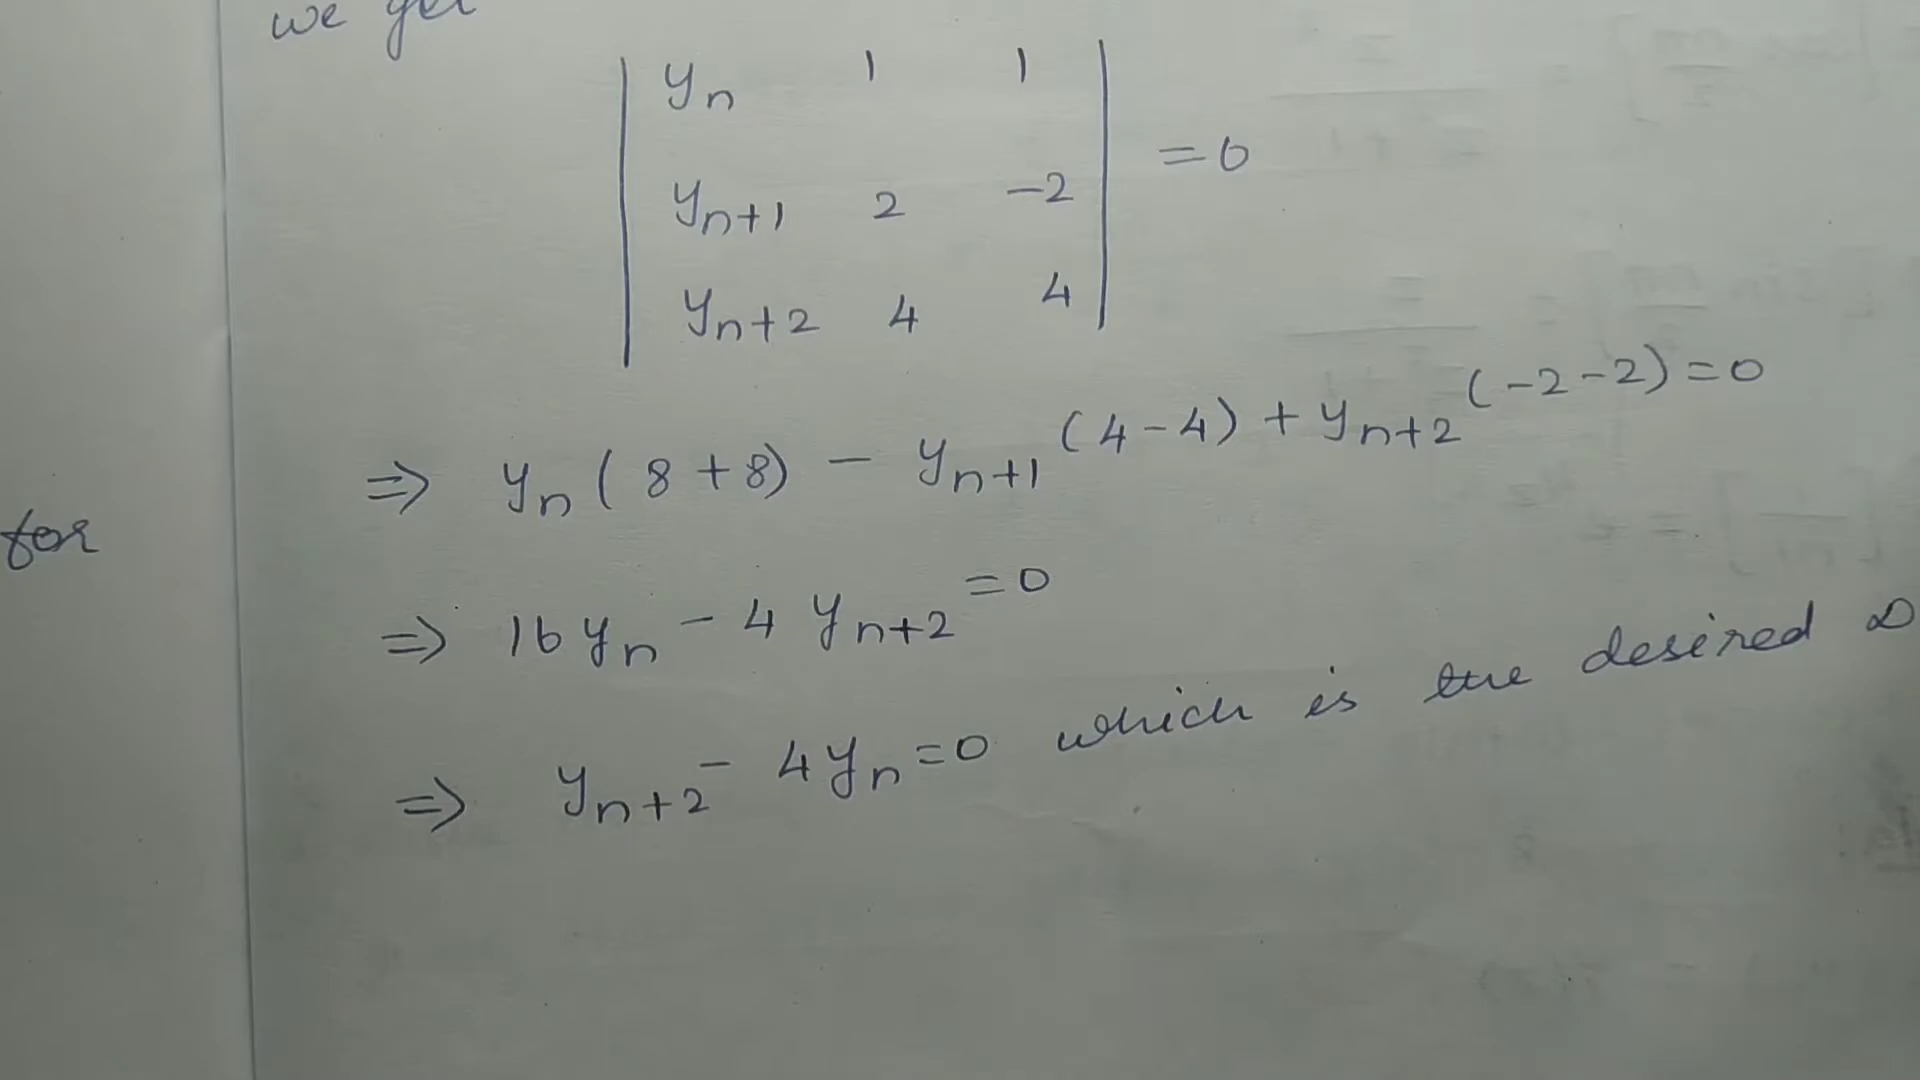 we get
| yₙ 1 1 |
| yₙ₊₁ 2 -2 | = 0
| yₙ₊₂ 4 4 |
⇒ yₙ (8 + 8) - yₙ₊₁ (4 - 4) + yₙ₊₂ (-2 - 2) = 0
for
⇒ 16 yₙ - 4 yₙ₊₂ = 0
⇒ yₙ₊₂ - 4yₙ = 0 which is the desired